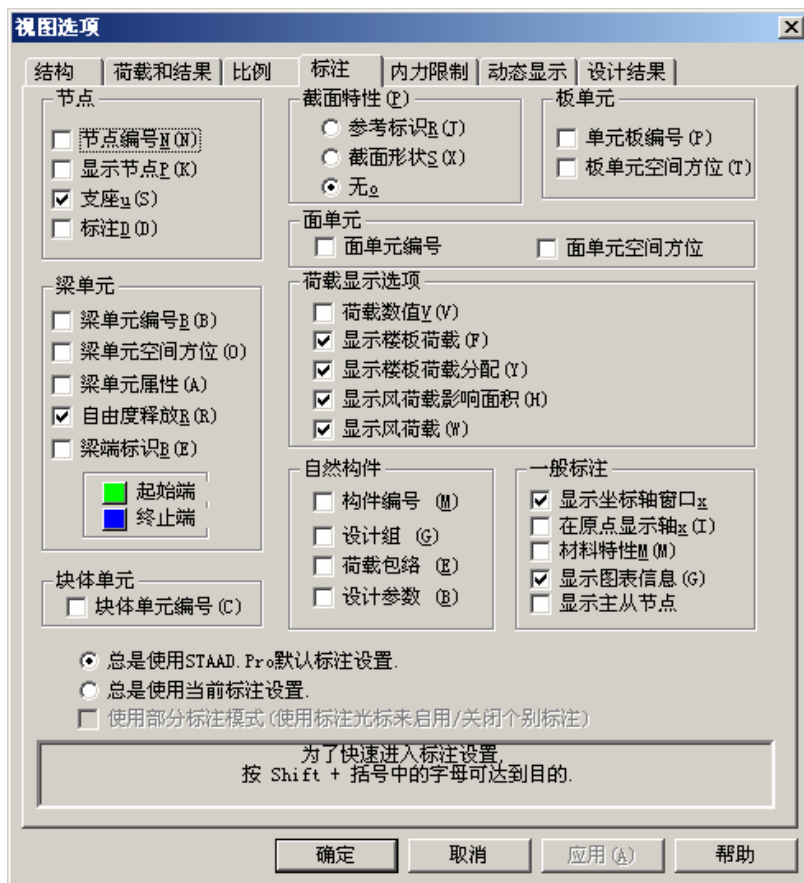 视图选项
结构 荷载和结果 比例 标注 内力限制 动态显示 设计结果
节点
节点编号N(N)
显示节点P(K)
支座u(S)
标注D(D)
截面特性(P)
参考标识R(J)
截面形状S(X)
无o
板单元
单元板编号(P)
板单元空间方位(T)
面单元
面单元编号 面单元空间方位
梁单元
梁单元编号B(B)
梁单元空间方位(O)
梁单元属性(A)
自由度释放R(R)
梁端标识B(E)
起始端
终止端
荷载显示选项
荷载数值V(V)
显示楼板荷载(F)
显示楼板荷载分配(Y)
显示风荷载影响面积(H)
显示风荷载(W)
自然构件
构件编号 (M)
设计组 (G)
荷载包络 (E)
设计参数 (B)
一般标注
显示坐标轴窗口x
在原点显示轴x(I)
材料特性M(M)
显示图表信息(G)
显示主从节点
块体单元
块体单元编号(C)
总是使用STAAD.Pro默认标注设置.
总是使用当前标注设置.
使用部分标注模式(使用标注光标来启用/关闭个别标注)
为了快速进入标注设置,
按 Shift + 括号中的字母可达到目的.
确定 取消 应用(A) 帮助